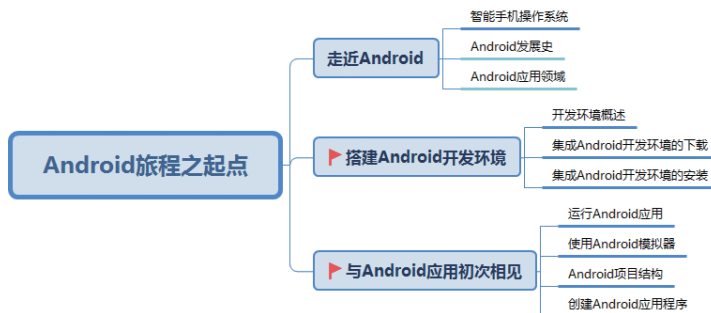 Android旅程之起点
走近Android
智能手机操作系统
Android发展史
Android应用领域
搭建Android开发环境
开发环境概述
集成Android开发环境的下载
集成Android开发环境的安装
与Android应用初次相见
运行Android应用
使用Android模拟器
Android项目结构
创建Android应用程序